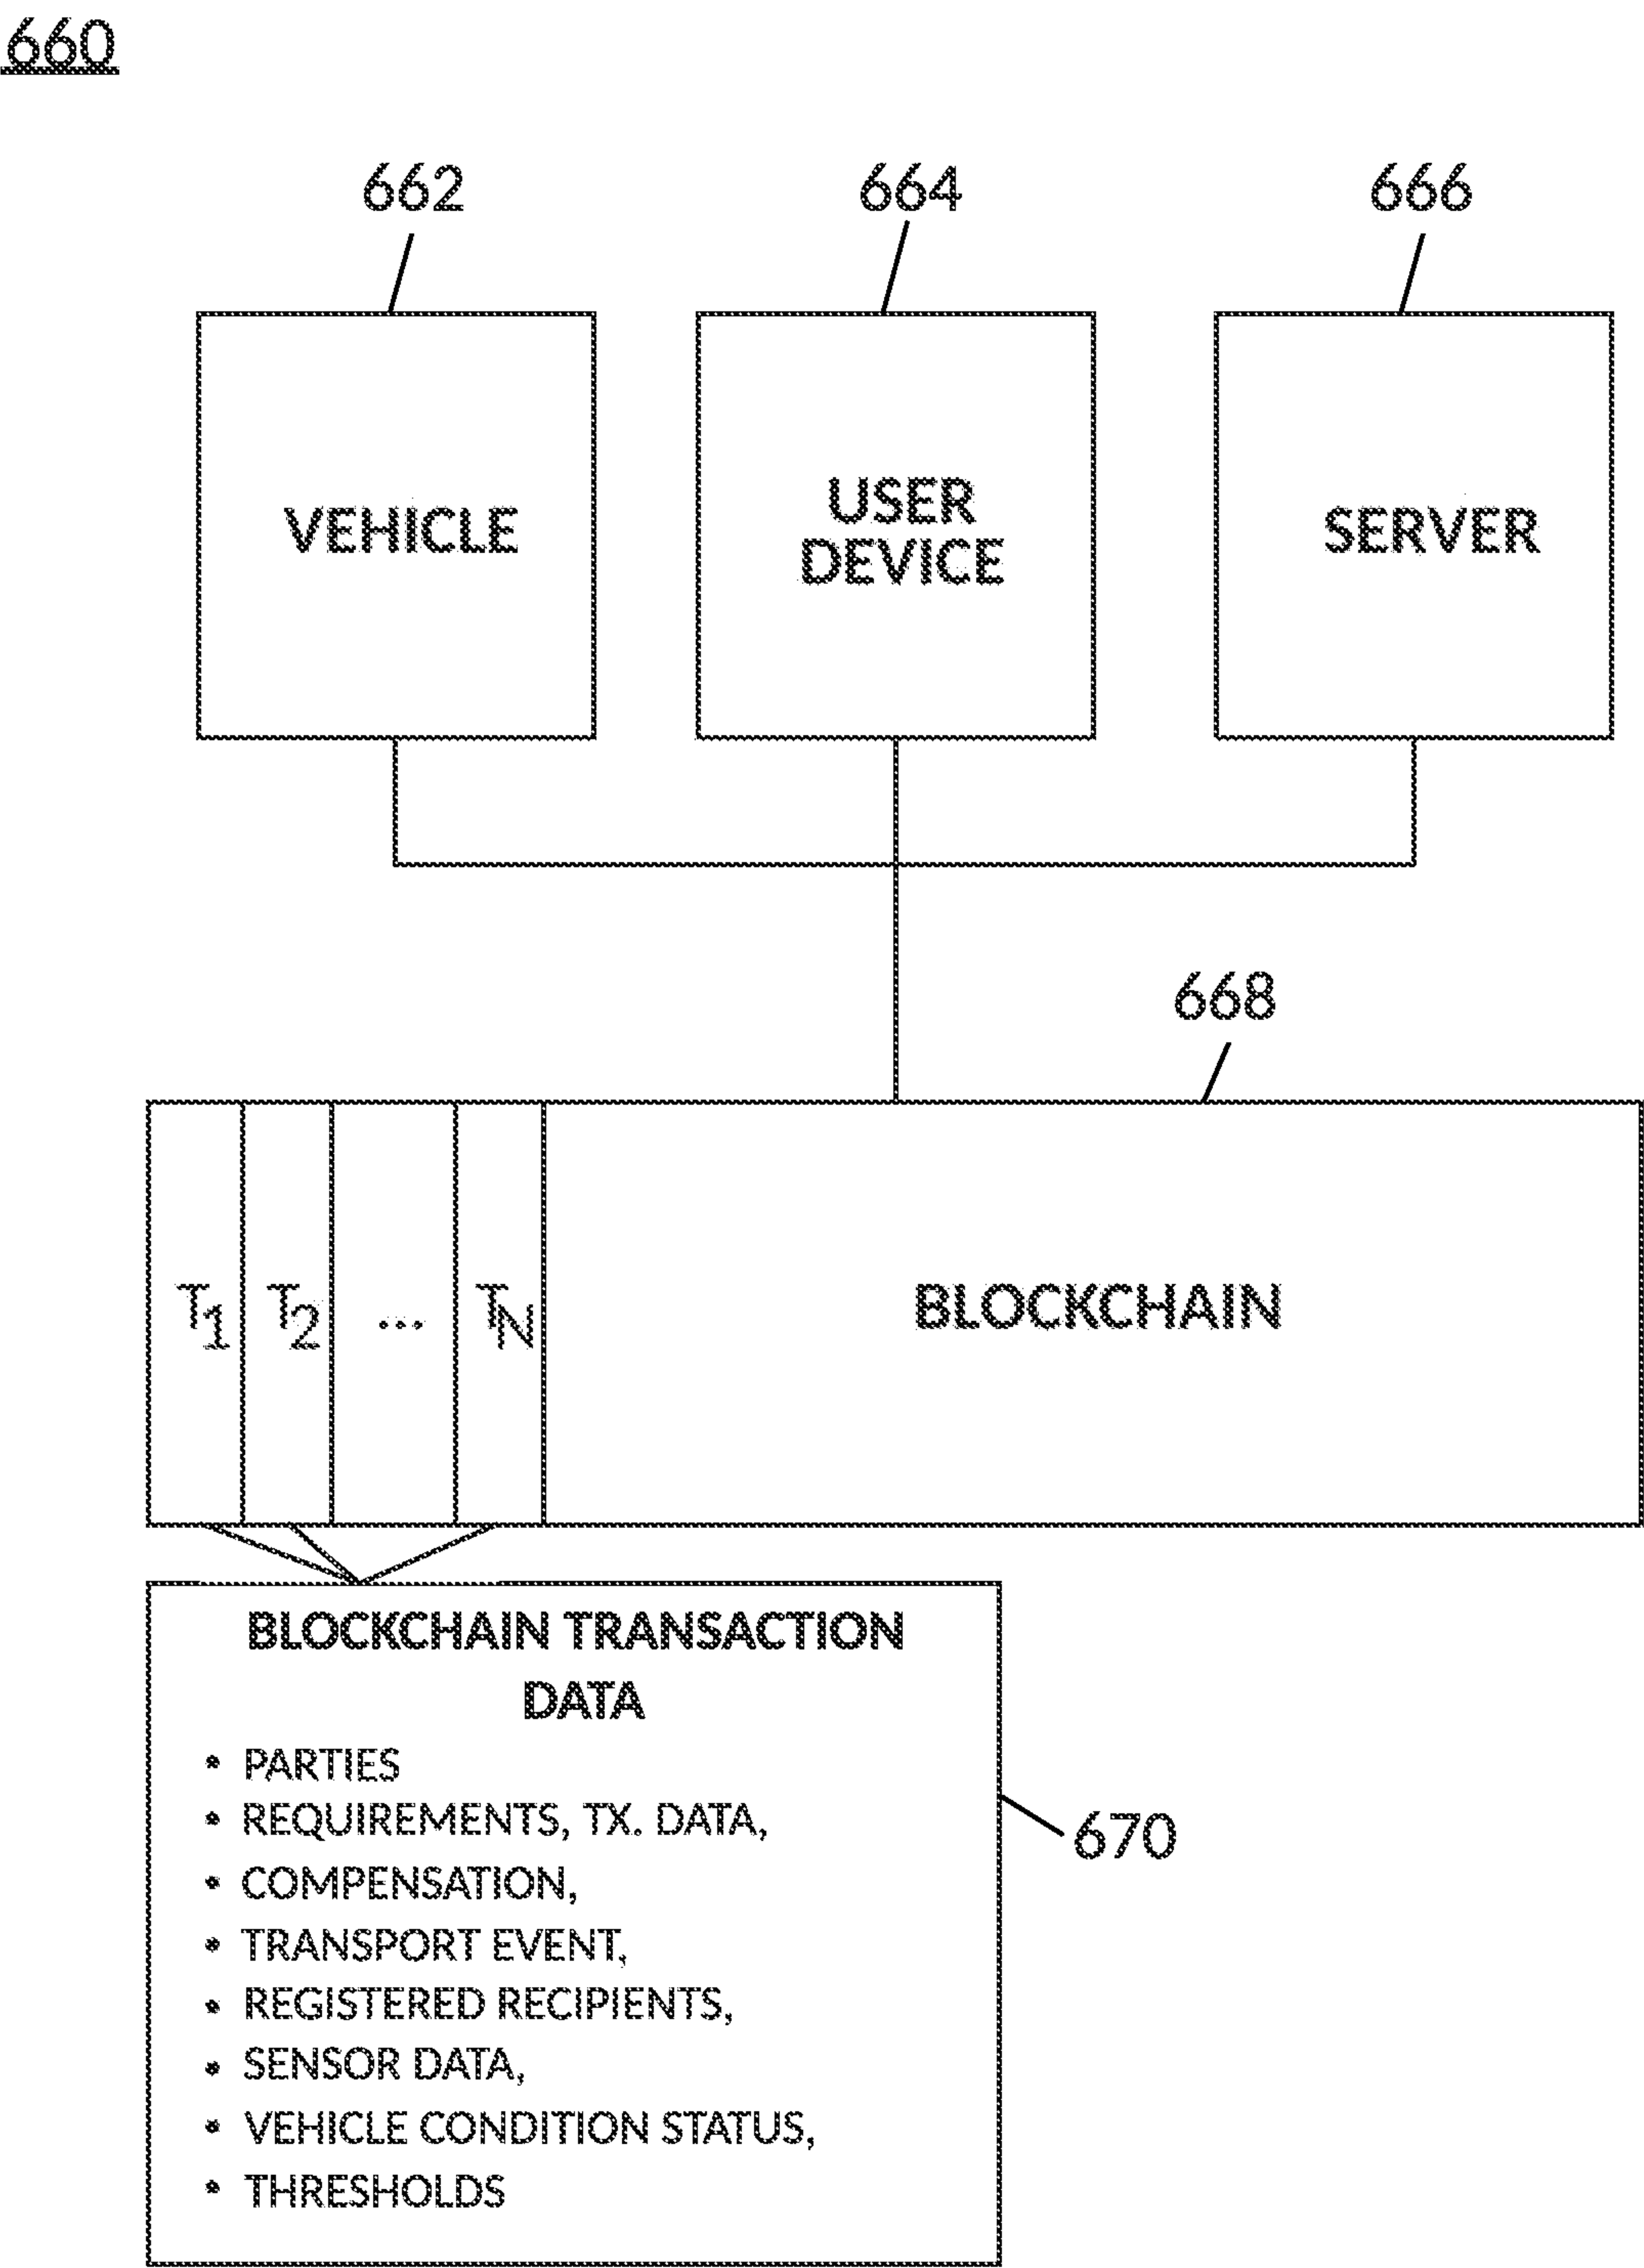 660
662 664 666
VEHICLE
USER
DEVICE
SERVER
668
T1 T2 ... TN
BLOCKCHAIN
BLOCKCHAIN TRANSACTION
DATA
• PARTIES
• REQUIREMENTS, TX. DATA,
• COMPENSATION,
• TRANSPORT EVENT,
• REGISTERED RECIPIENTS,
• SENSOR DATA,
• VEHICLE CONDITION STATUS,
• THRESHOLDS
670